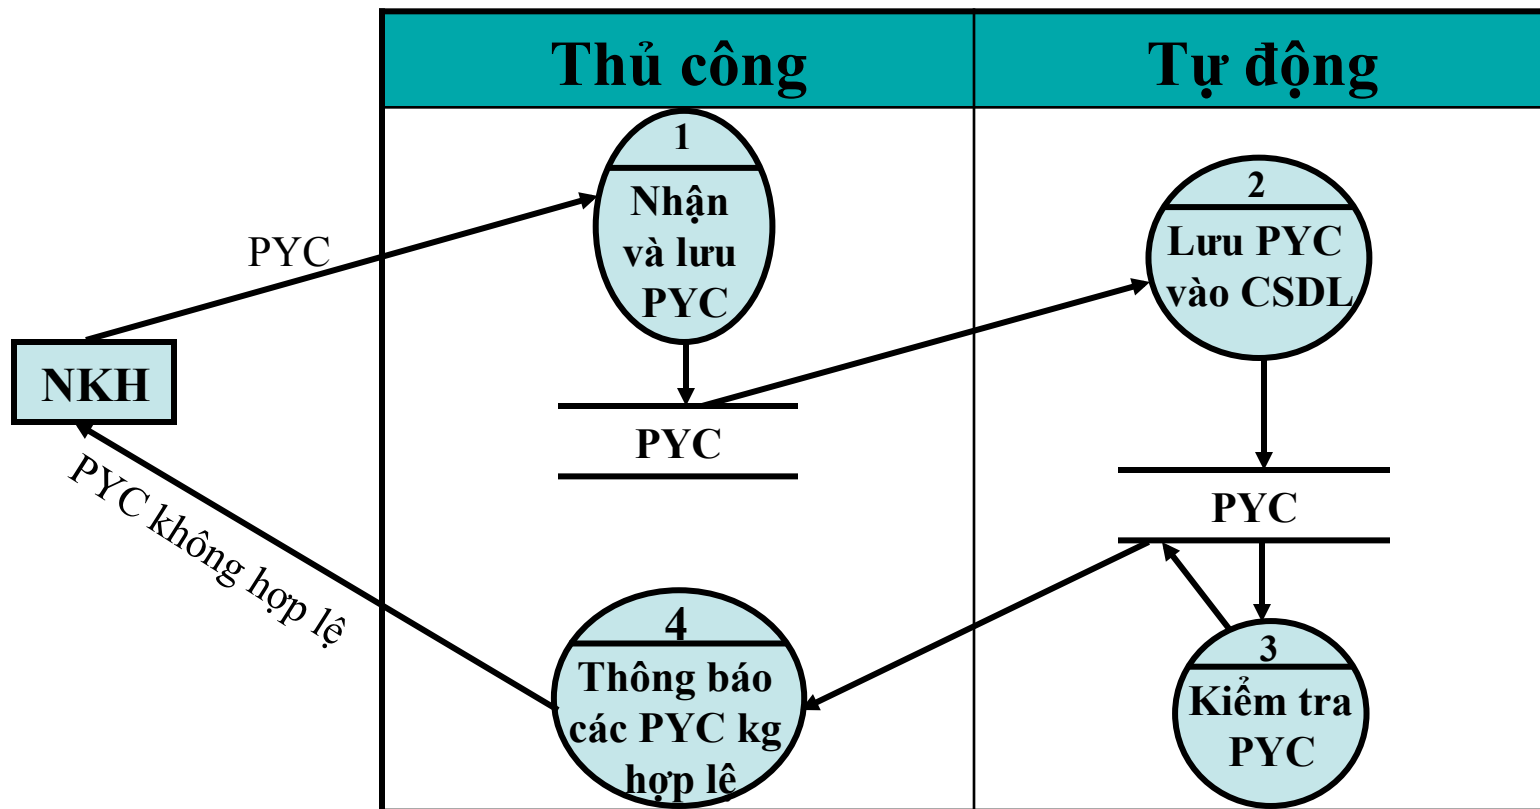 Thủ công
Tự động
1
Nhận
và lưu
PYC
2
Lưu PYC
vào CSDL
PYC
NKH
PYC
PYC
PYC không hợp lệ
4
Thông báo
các PYC kg
hợp lệ
3
Kiểm tra
PYC